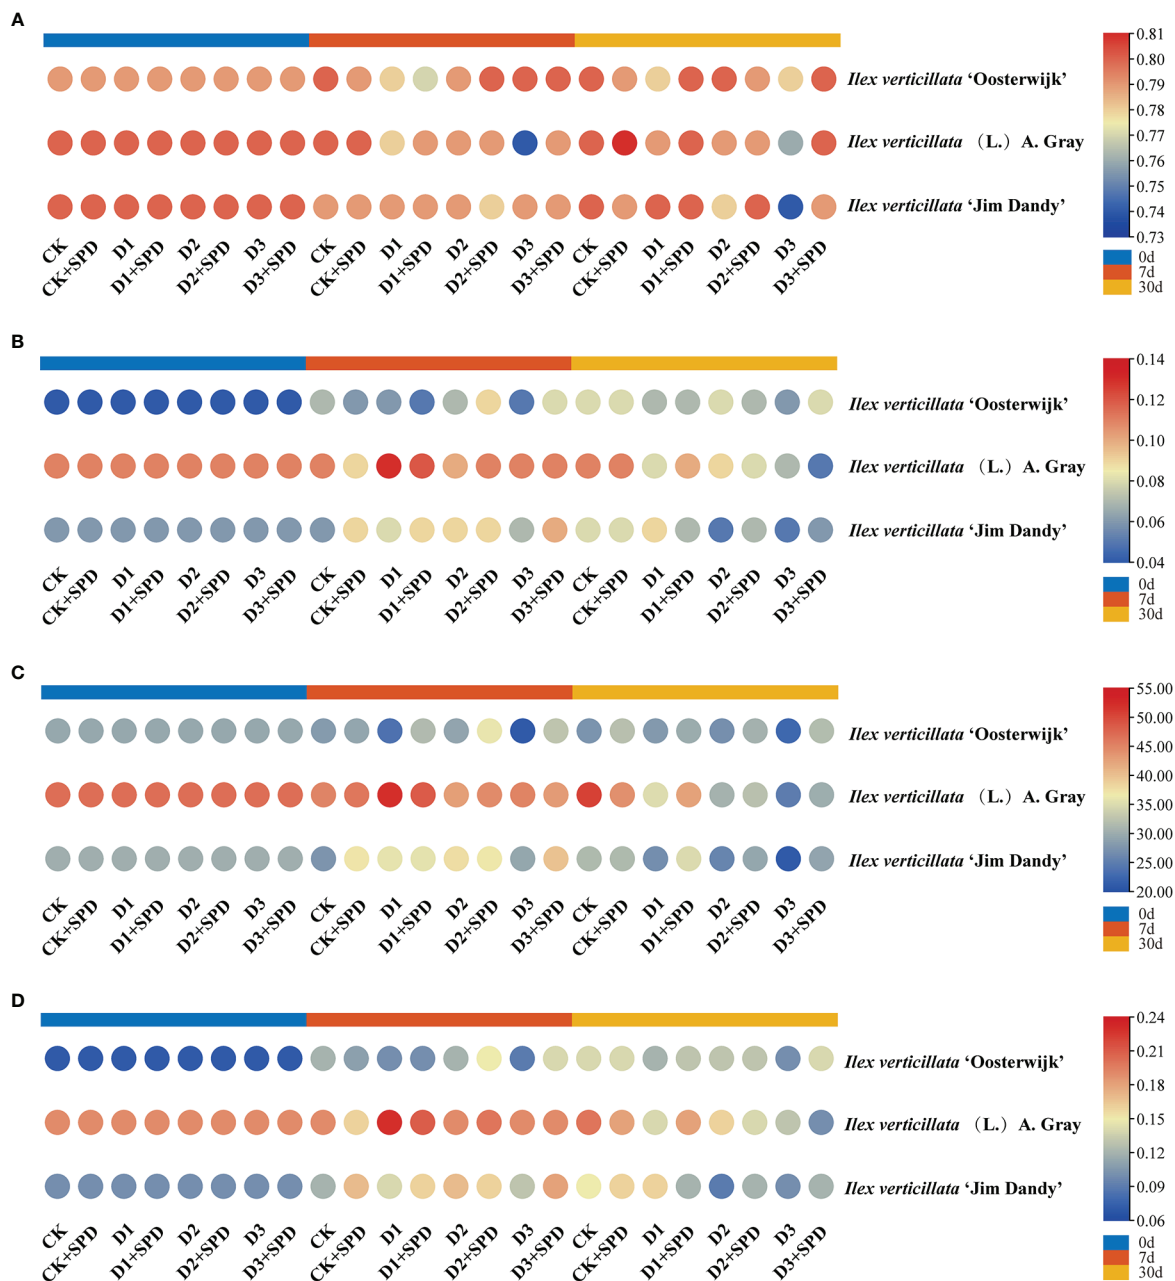 A
Ilex verticillata ‘Oosterwijk’
Ilex verticillata （L.）A. Gray
Ilex verticillata ‘Jim Dandy’
CK CK+SPD D1 D1+SPD D2 D2+SPD D3 D3+SPD CK CK+SPD D1 D1+SPD D2 D2+SPD D3 D3+SPD CK CK+SPD D1 D1+SPD D2 D2+SPD D3 D3+SPD
0.81
0.80
0.79
0.78
0.77
0.76
0.75
0.74
0.73
0d
7d
30d
B
Ilex verticillata ‘Oosterwijk’
Ilex verticillata （L.）A. Gray
Ilex verticillata ‘Jim Dandy’
CK CK+SPD D1 D1+SPD D2 D2+SPD D3 D3+SPD CK CK+SPD D1 D1+SPD D2 D2+SPD D3 D3+SPD CK CK+SPD D1 D1+SPD D2 D2+SPD D3 D3+SPD
0.14
0.12
0.10
0.08
0.06
0.04
0d
7d
30d
C
Ilex verticillata ‘Oosterwijk’
Ilex verticillata （L.）A. Gray
Ilex verticillata ‘Jim Dandy’
CK CK+SPD D1 D1+SPD D2 D2+SPD D3 D3+SPD CK CK+SPD D1 D1+SPD D2 D2+SPD D3 D3+SPD CK CK+SPD D1 D1+SPD D2 D2+SPD D3 D3+SPD
55.00
50.00
45.00
40.00
35.00
30.00
25.00
20.00
0d
7d
30d
D
Ilex verticillata ‘Oosterwijk’
Ilex verticillata （L.）A. Gray
Ilex verticillata ‘Jim Dandy’
CK CK+SPD D1 D1+SPD D2 D2+SPD D3 D3+SPD CK CK+SPD D1 D1+SPD D2 D2+SPD D3 D3+SPD CK CK+SPD D1 D1+SPD D2 D2+SPD D3 D3+SPD
0.24
0.21
0.18
0.15
0.12
0.09
0.06
0d
7d
30d